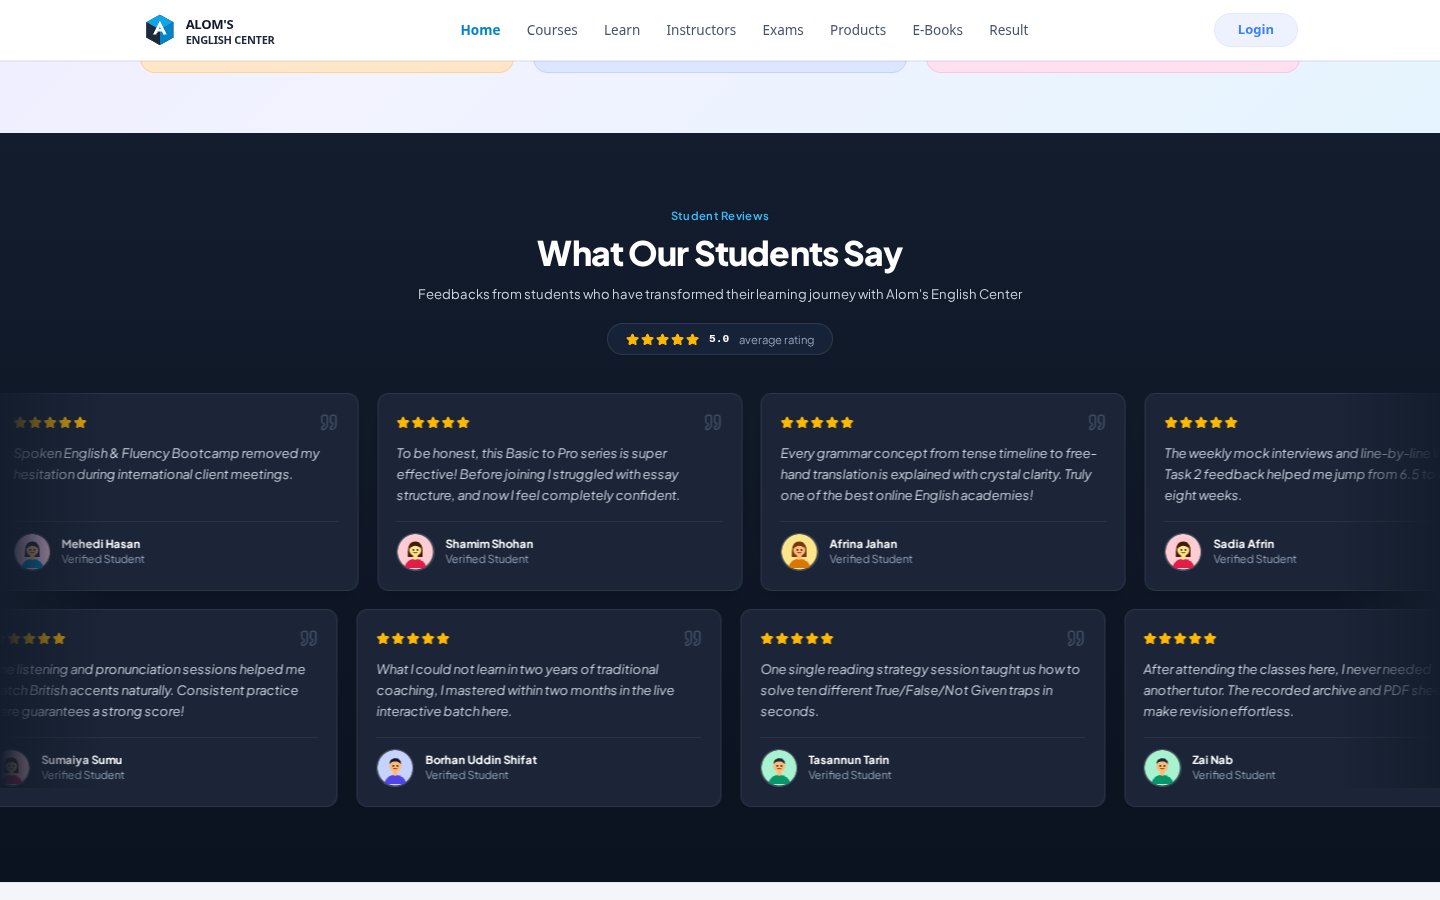 ALOM'S
ENGLISH CENTER
Home
Courses
Learn
Instructors
Exams
Products
E-Books
Result
Login
Student Reviews
What Our Students Say
Feedbacks from students who have transformed their learning journey with Alom's English Center
5.0 average rating
Spoken English & Fluency Bootcamp removed my
hesitation during international client meetings.
Mehedi Hasan
Verified Student
To be honest, this Basic to Pro series is super
effective! Before joining I struggled with essay
structure, and now I feel completely confident.
Shamim Shohan
Verified Student
Every grammar concept from tense timeline to free-
hand translation is explained with crystal clarity. Truly
one of the best online English academies!
Afrina Jahan
Verified Student
The weekly mock interviews and line-by-line
Task 2 feedback helped me jump from 6.5 to
eight weeks.
Sadia Afrin
Verified Student
listening and pronunciation sessions helped me
British accents naturally. Consistent practice
guarantees a strong score!
Sumaiya Sumu
Verified Student
What I could not learn in two years of traditional
coaching, I mastered within two months in the live
interactive batch here.
Borhan Uddin Shifat
Verified Student
One single reading strategy session taught us how to
solve ten different True/False/Not Given traps in
seconds.
Tasannun Tarin
Verified Student
After attending the classes here, I never needed
another tutor. The recorded archive and PDF
make revision effortless.
Zai Nab
Verified Student